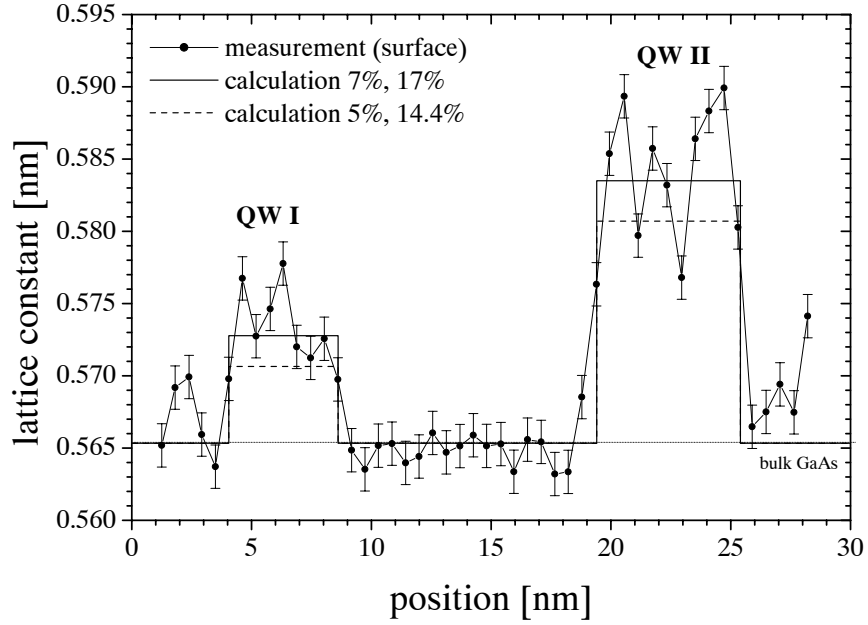 0.595
0.590
0.585
0.580
0.575
0.570
0.565
0.560
lattice constant [nm]
measurement (surface)
calculation 7%, 17%
calculation 5%, 14.4%
QW I
QW II
bulk GaAs
0 5 10 15 20 25 30
position [nm]